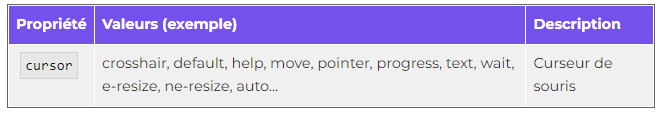 Propriété Valeurs (exemple) Description
cursor crosshair, default, help, move, pointer, progress, text, wait, Curseur de
e-resize, ne-resize, auto... souris